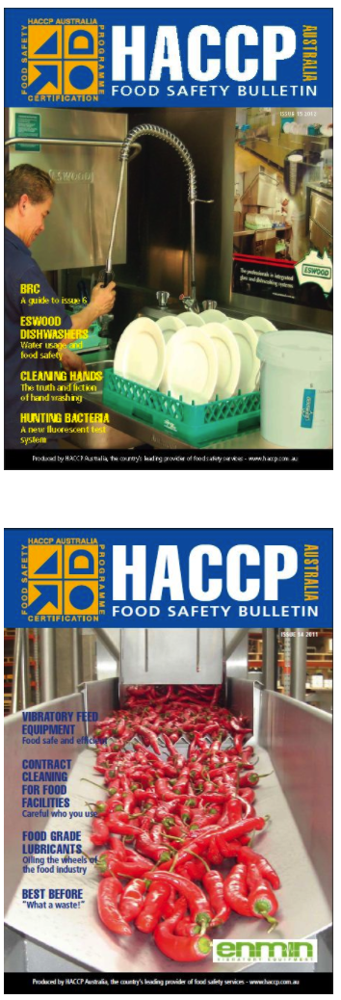 HACCP AUSTRALIA
FOOD SAFETY
PROGRAMME
CERTIFICATION
HACCP
AUSTRALIA
FOOD SAFETY BULLETIN
ISSUE 15 2012
eswood
The professionals in integrated
glass and dishwashing systems
ESWOOD
BRC
A guide to issue 6
ESWOOD
DISHWASHERS
Water usage and
food safety
CLEANING HANDS
The truth and fiction
of hand washing
HUNTING BACTERIA
A new fluorescent test
system
Produced by HACCP Australia, the country's leading provider of food safety services - www.haccp.com.au
HACCP AUSTRALIA
FOOD SAFETY
PROGRAMME
CERTIFICATION
HACCP
AUSTRALIA
FOOD SAFETY BULLETIN
ISSUE 14 2011
VIBRATORY FEED
EQUIPMENT
Food safe and efficient
CONTRACT
CLEANING
FOR FOOD
FACILITIES
Careful who you use
FOOD GRADE
LUBRICANTS
Oiling the wheels of
the food industry
BEST BEFORE
"What a waste!"
enmin
VIBRATORY EQUIPMENT
Produced by HACCP Australia, the country's leading provider of food safety services - www.haccp.com.au